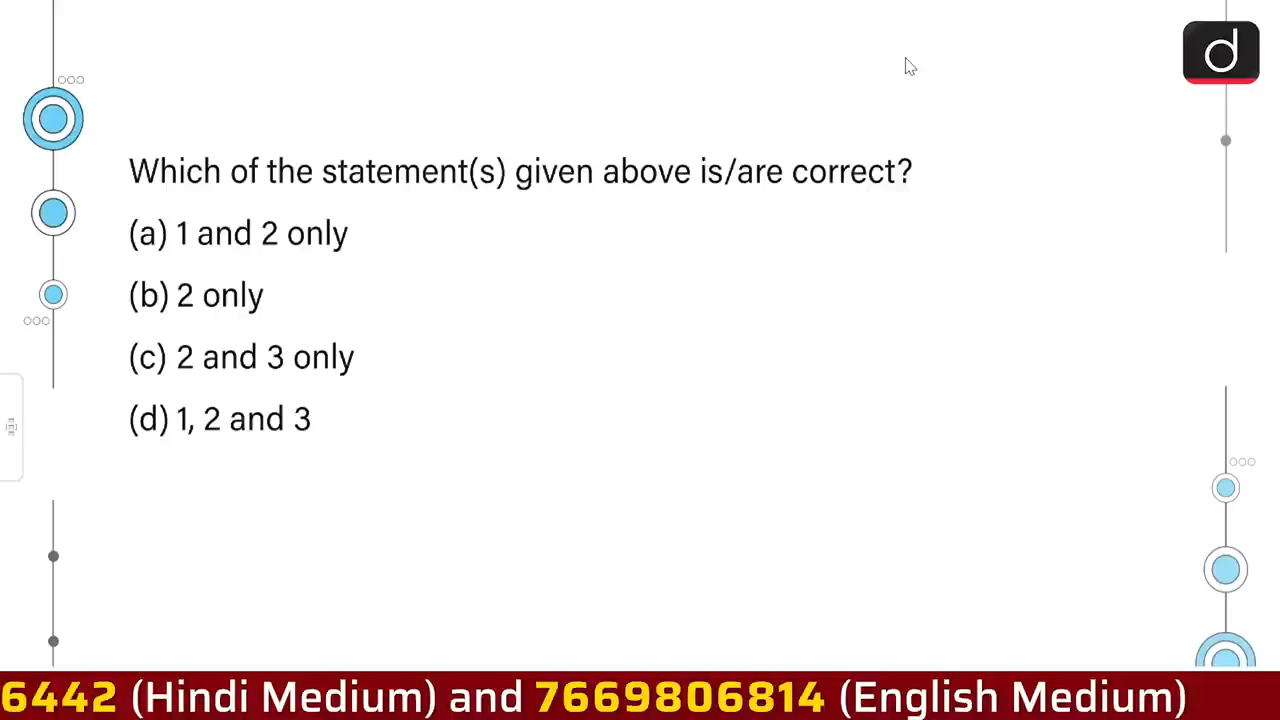 d
Which of the statement(s) given above is/are correct?
(a) 1 and 2 only
(b) 2 only
(c) 2 and 3 only
(d) 1, 2 and 3
6442 (Hindi Medium) and 7669806814 (English Medium)